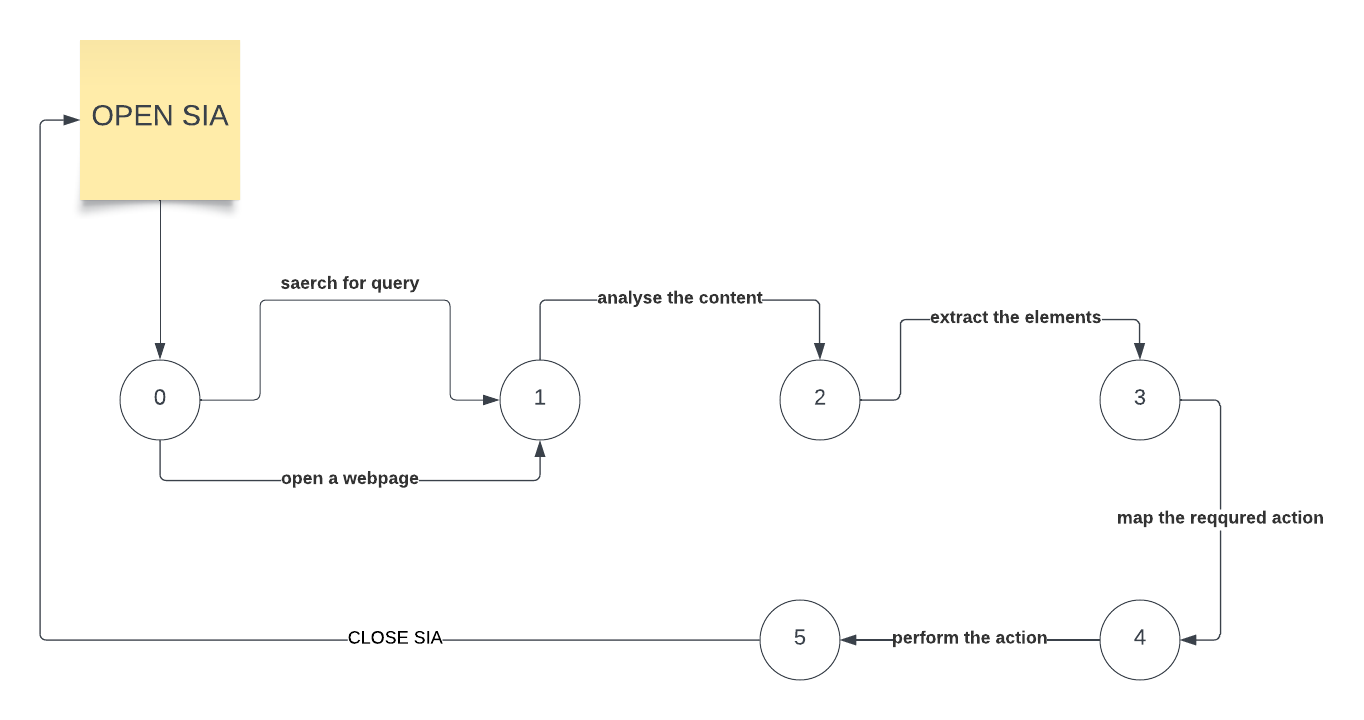 OPEN SIA
saerch for query
analyse the content
extract the elements
0
1
2
3
open a webpage
map the reqqured action
CLOSE SIA
5
perform the action
4